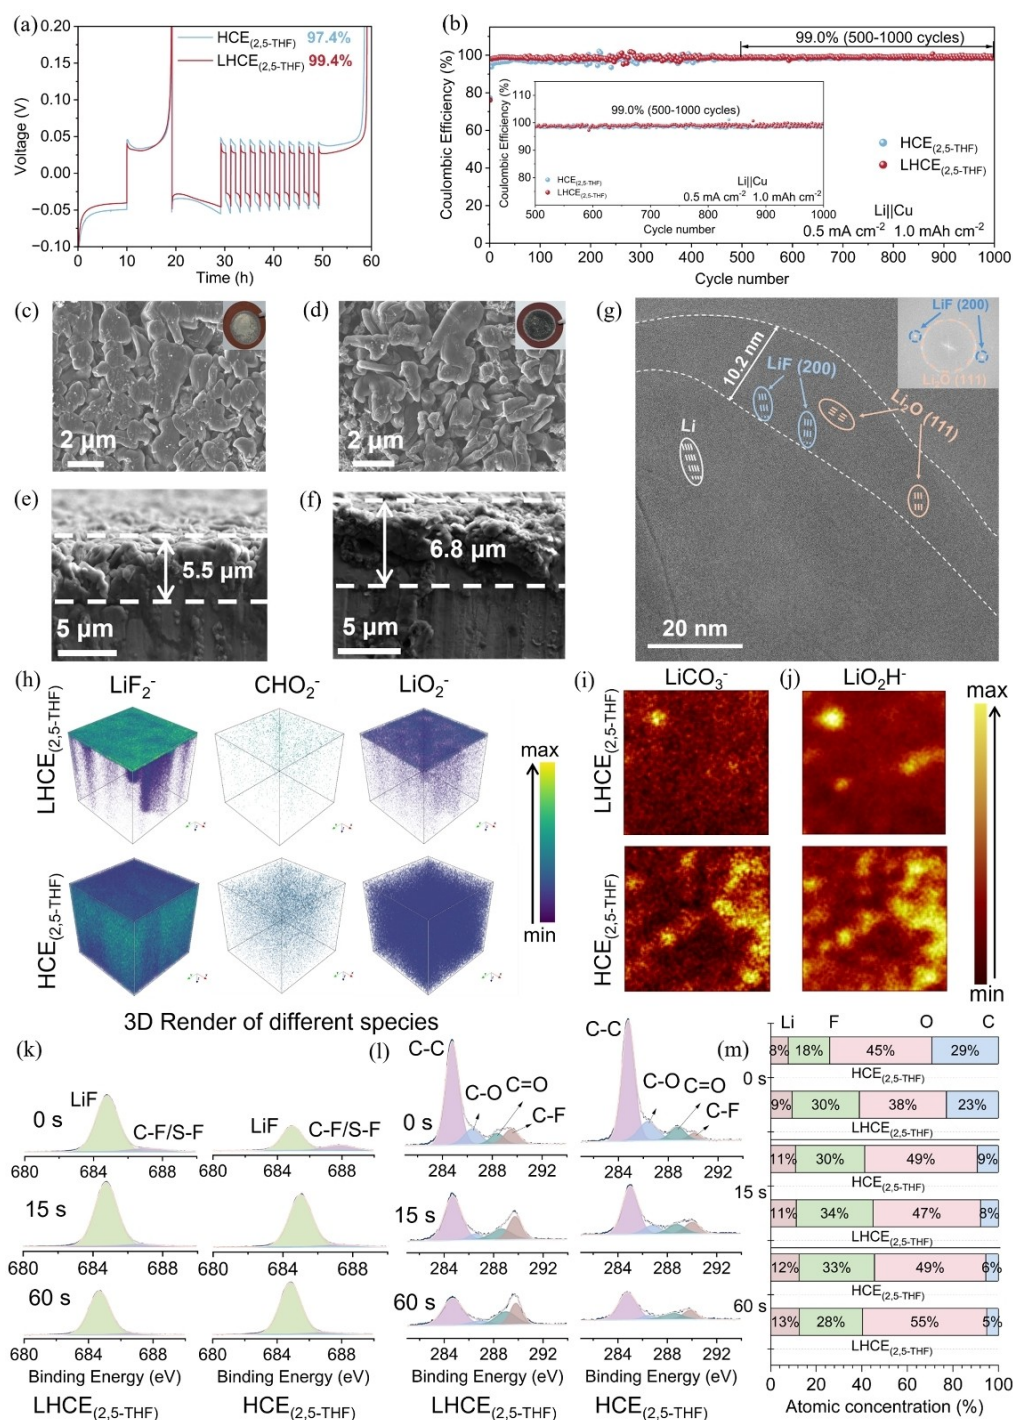 (a)
0.20
0.15
0.10
0.05
0.00
−0.05
−0.10
Voltage (V)
HCE(2,5-THF) 97.4%
LHCE(2,5-THF) 99.4%
0 10 20 30 40 50 60
Time (h)
(b)
120
100
80
60
40
20
0
Coulombic Efficiency (%)
99.0% (500-1000 cycles)
110
100
90
80
70
Coulombic Efficiency (%)
99.0% (500-1000 cycles)
HCE(2,5-THF)
LHCE(2,5-THF)
Li||Cu
0.5 mA cm-2 1.0 mAh cm-2
500 600 700 800 900 1000
Cycle number
HCE(2,5-THF)
LHCE(2,5-THF)
Li||Cu
0.5 mA cm-2 1.0 mAh cm-2
0 100 200 300 400 500 600 700 800 900 1000
Cycle number
(c)
2 μm
(d)
2 μm
(e)
5.5 μm
5 μm
(f)
6.8 μm
5 μm
(g)
LiF (200)
Li2O (111)
10.2 nm
LiF (200)
Li2O (111)
Li
20 nm
(h)
LiF2-
CHO2-
LiO2-
LHCE(2,5-THF)
HCE(2,5-THF)
max
min
3D Render of different species
(i)
LiCO3-
(j)
LiO2H-
LHCE(2,5-THF)
HCE(2,5-THF)
max
min
(k)
LiF
0 s
C-F/S-F
680 684 688
LiF
C-F/S-F
680 684 688
15 s
680 684 688
680 684 688
60 s
680 684 688
680 684 688
Binding Energy (eV)
Binding Energy (eV)
LHCE(2,5-THF)
HCE(2,5-THF)
(l)
C-C
C-O
C=O
C-F
0 s
284 288 292
C-C
C-O
C=O
C-F
284 288 292
15 s
284 288 292
284 288 292
60 s
284 288 292
284 288 292
Binding Energy (eV)
Binding Energy (eV)
LHCE(2,5-THF)
HCE(2,5-THF)
(m)
Li F O C
8% 18% 45% 29%
HCE(2,5-THF)
0 s
9% 30% 38% 23%
LHCE(2,5-THF)
11% 30% 49% 9%
HCE(2,5-THF)
15 s
11% 34% 47% 8%
LHCE(2,5-THF)
12% 33% 49% 6%
HCE(2,5-THF)
60 s
13% 28% 55% 5%
LHCE(2,5-THF)
0 20 40 60 80 100
Atomic concentration (%)